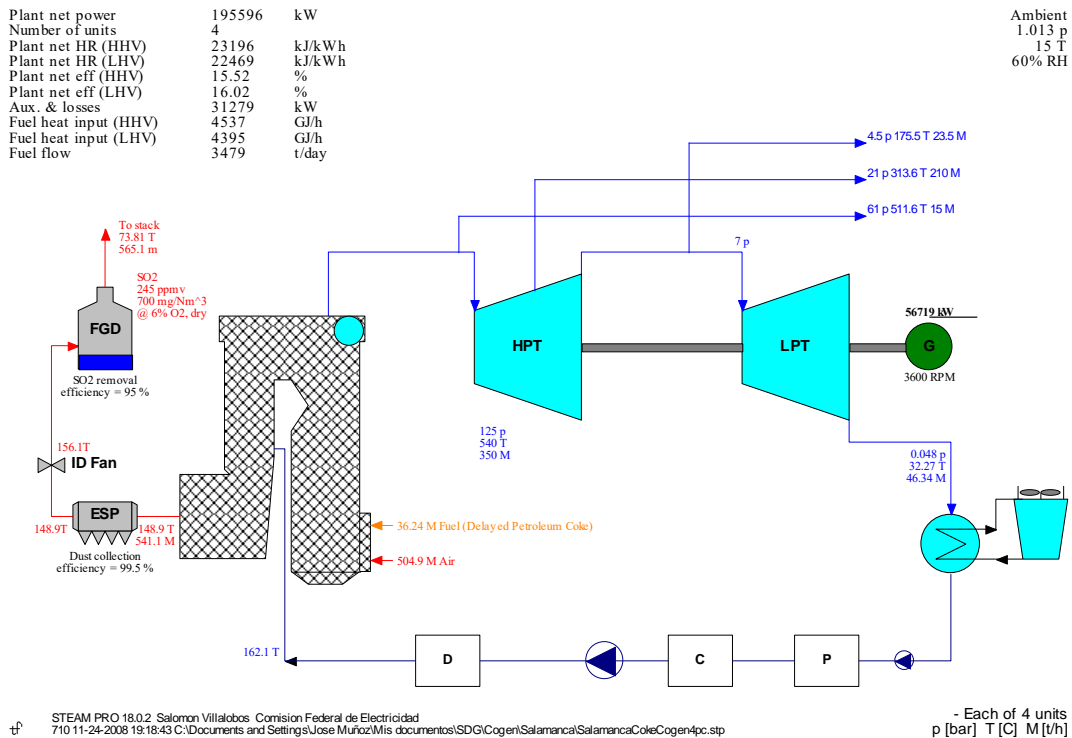 Plant net power 195596 kW
Number of units 4
Plant net HR (HHV) 23196 kJ/kWh
Plant net HR (LHV) 22469 kJ/kWh
Plant net eff (HHV) 15.52 %
Plant net eff (LHV) 16.02 %
Aux. & losses 31279 kW
Fuel heat input (HHV) 4537 GJ/h
Fuel heat input (LHV) 4395 GJ/h
Fuel flow 3479 t/day
Ambient
1.013 p
15 T
60% RH
4.5 p 175.5 T 23.5 M
21 p 313.6 T 210 M
61 p 511.6 T 15 M
To stack
73.81 T
565.1 m
SO2
245 ppmv
700 mg/Nm^3
@ 6% O2, dry
FGD
SO2 removal
efficiency = 95 %
156.1T
ID Fan
ESP
148.9T
148.9 T
541.1 M
Dust collection
efficiency = 99.5 %
7 p
HPT
LPT
56719 kW
G
3600 RPM
125 p
540 T
350 M
0.048 p
32.27 T
46.34 M
36.24 M Fuel (Delayed Petroleum Coke)
504.9 M Air
162.1 T
D
C
P
STEAM PRO 18.0.2 Salomon Villalobos Comision Federal de Electricidad
710 11-24-2008 19:18:43 C:\Documents and Settings\Jose Muñoz\Mis documentos\SDG\Cogen\Salamanca\SalamancaCokeCogen4pc.stp
- Each of 4 units
p [bar] T [C] M [t/h]